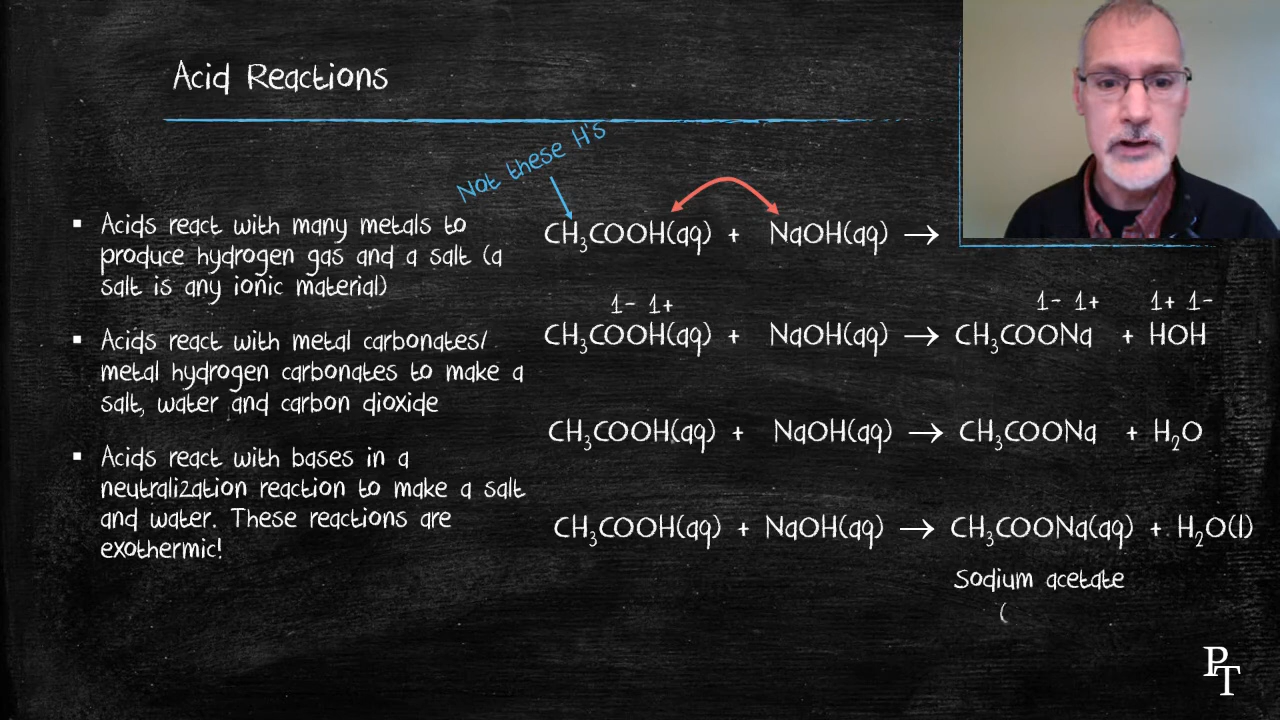 Acid Reactions
Not these H's
▪ Acids react with many metals to
produce hydrogen gas and a salt (a
salt is any ionic material)
▪ Acids react with metal carbonates/
metal hydrogen carbonates to make a
salt, water and carbon dioxide
▪ Acids react with bases in a
neutralization reaction to make a salt
and water. These reactions are
exothermic!
CH₃COOH(aq) + NaOH(aq) →
1- 1+ 1- 1+ 1+ 1-
CH₃COOH(aq) + NaOH(aq) → CH₃COONa + HOH
CH₃COOH(aq) + NaOH(aq) → CH₃COONa + H₂O
CH₃COOH(aq) + NaOH(aq) → CH₃COONa(aq) + H₂O(l)
Sodium acetate
(
PT